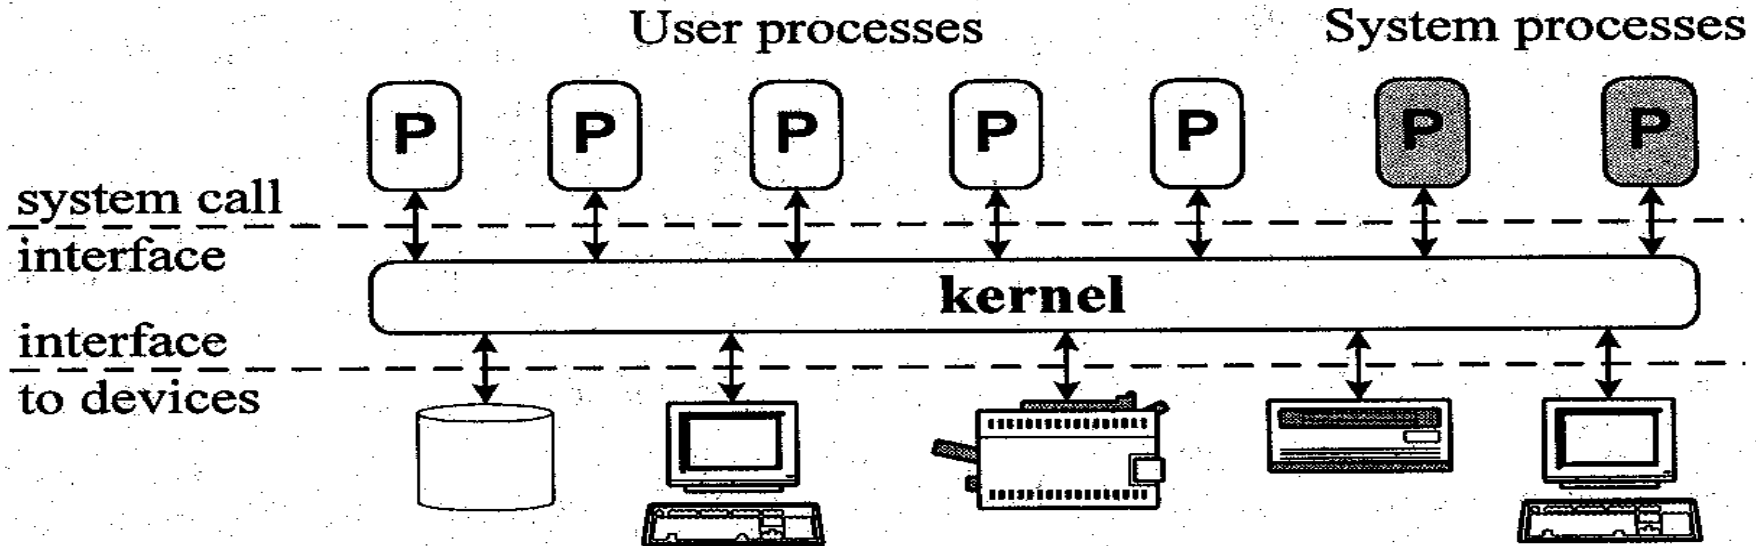 User processes
System processes
P P P P P P P
system call
interface
kernel
interface
to devices